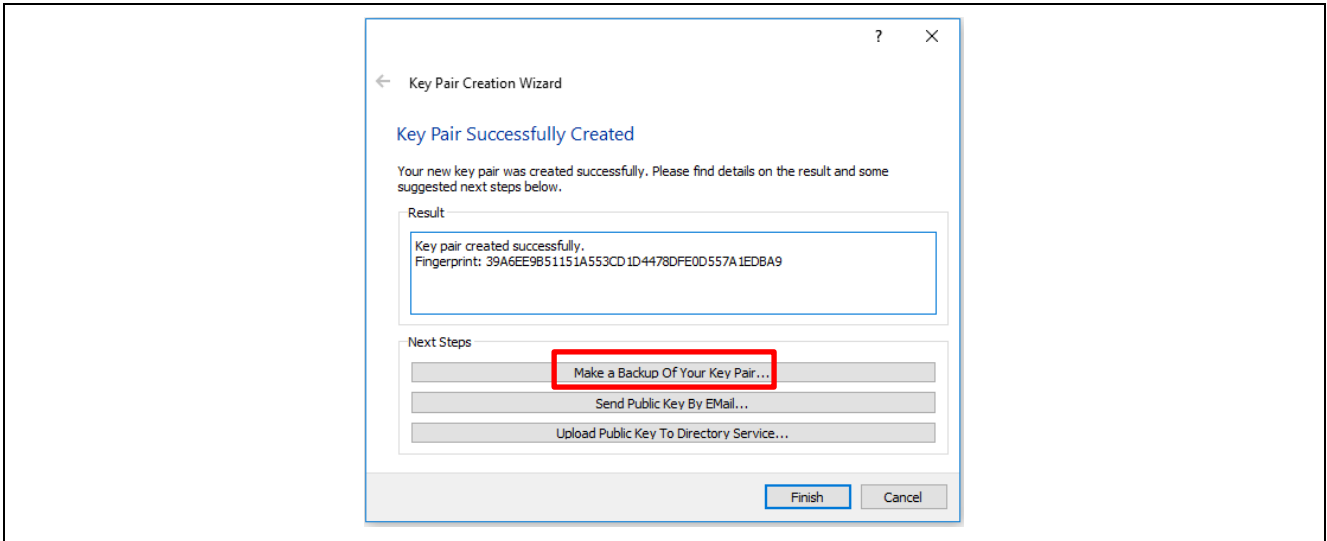 ?
Key Pair Creation Wizard
Key Pair Successfully Created
Your new key pair was created successfully. Please find details on the result and some
suggested next steps below.
Result
Key pair created successfully.
Fingerprint: 39A6EE9B51151A553CD1D4478DFE0D557A1EDBA9
Next Steps
Make a Backup Of Your Key Pair...
Send Public Key By EMail...
Upload Public Key To Directory Service...
Finish Cancel